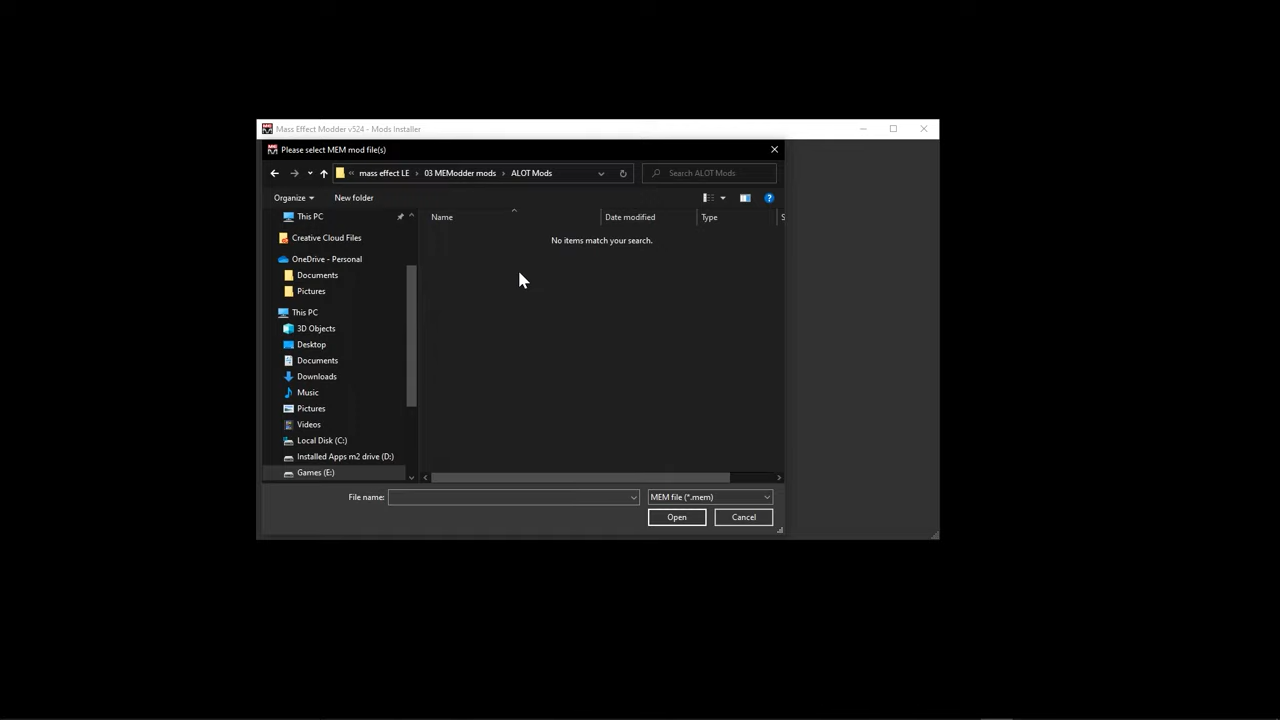 Mass Effect Modder v524 - Mods Installer
Please select MEM mod file(s)
« mass effect LE › 03 MEModder mods › ALOT Mods
Search ALOT Mods
Organize
New folder
Name
Date modified
Type
S
No items match your search.
This PC
Creative Cloud Files
OneDrive - Personal
Documents
Pictures
This PC
3D Objects
Desktop
Documents
Downloads
Music
Pictures
Videos
Local Disk (C:)
Installed Apps m2 drive (D:)
Games (E:)
File name:
MEM file (*.mem)
Open
Cancel